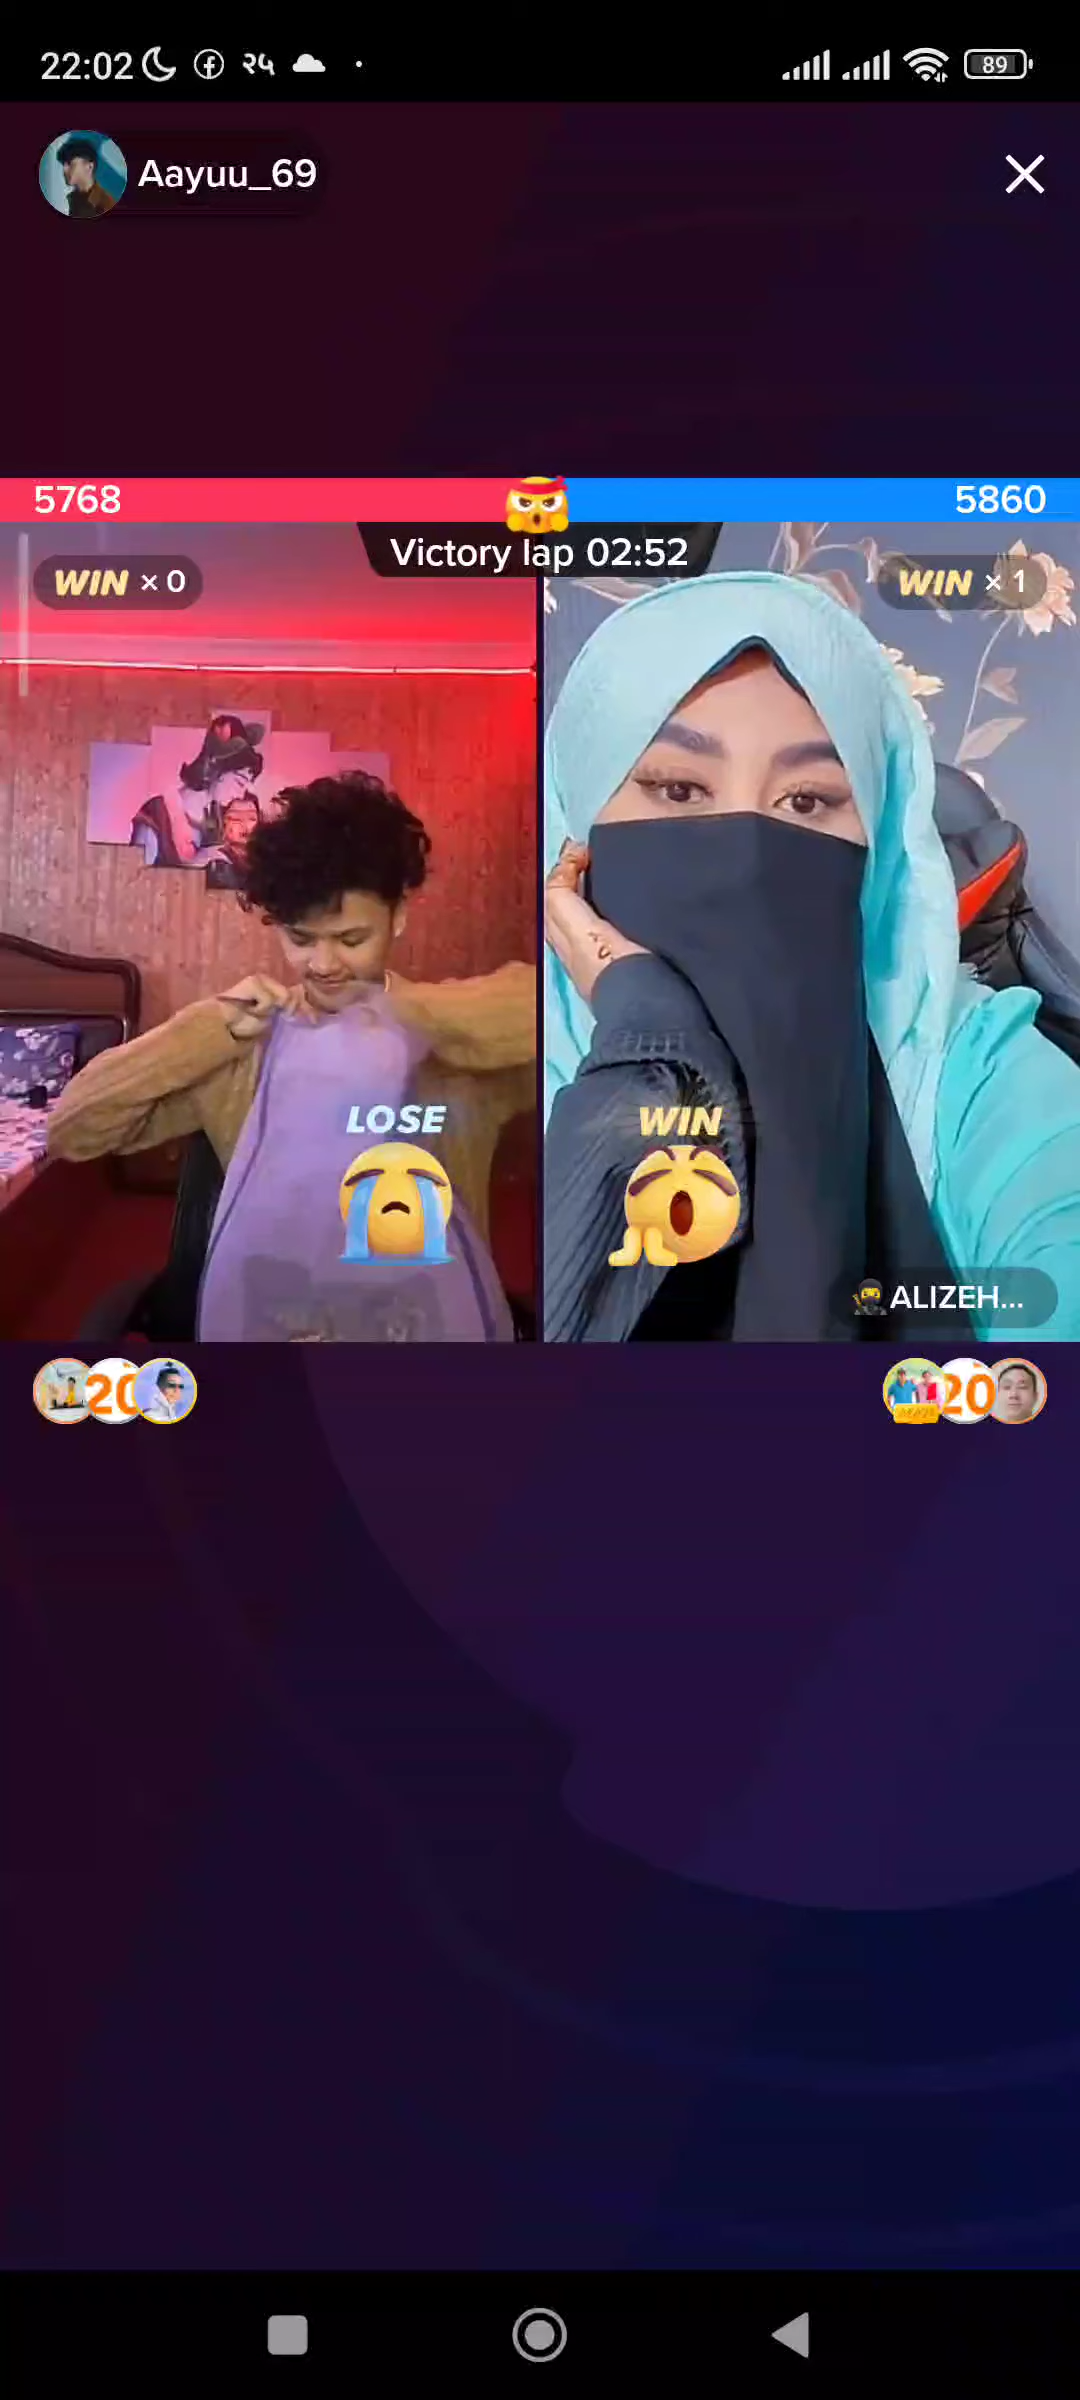 22:02 २५ 89
Aayuu_69
5768 5860
Victory lap 02:52
WIN × 0 WIN × 1
LOSE WIN
ALIZEH...
20 20